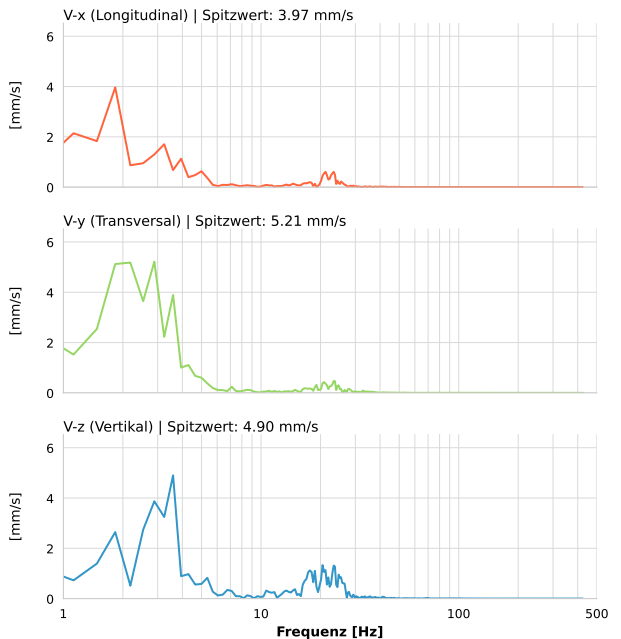 V-x (Longitudinal) | Spitzwert: 3.97 mm/s
6
4
2
0
[mm/s]
V-y (Transversal) | Spitzwert: 5.21 mm/s
6
4
2
0
[mm/s]
V-z (Vertikal) | Spitzwert: 4.90 mm/s
6
4
2
0
[mm/s]
1 10 100 500
Frequenz [Hz]